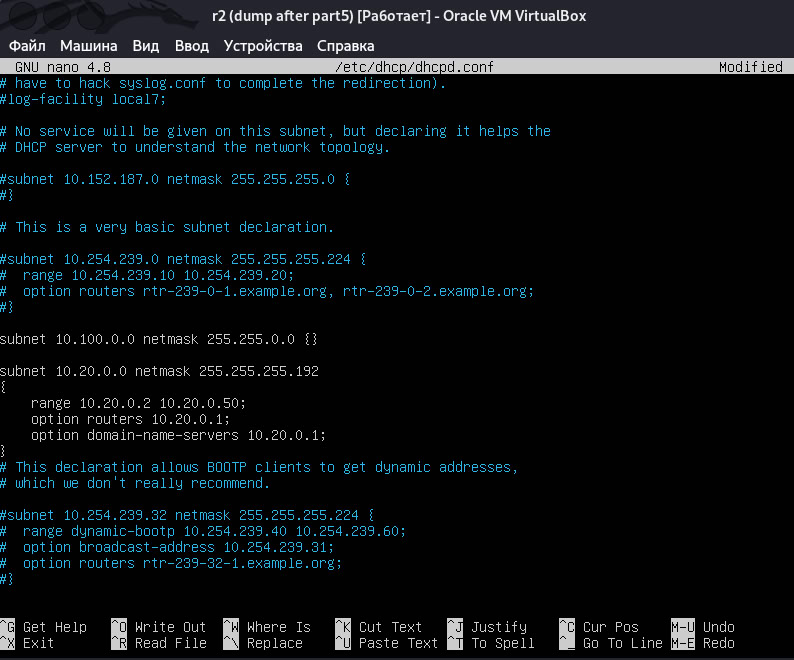 r2 (dump after part5) [Работает] - Oracle VM VirtualBox
Файл Машина Вид Ввод Устройства Справка
GNU nano 4.8 /etc/dhcp/dhcpd.conf Modified
# have to hack syslog.conf to complete the redirection).
#log-facility local7;
# No service will be given on this subnet, but declaring it helps the
# DHCP server to understand the network topology.
#subnet 10.152.187.0 netmask 255.255.255.0 {
#}
# This is a very basic subnet declaration.
#subnet 10.254.239.0 netmask 255.255.255.224 {
#  range 10.254.239.10 10.254.239.20;
#  option routers rtr-239-0-1.example.org, rtr-239-0-2.example.org;
#}
subnet 10.100.0.0 netmask 255.255.0.0 {}
subnet 10.20.0.0 netmask 255.255.255.192
{
    range 10.20.0.2 10.20.0.50;
    option routers 10.20.0.1;
    option domain-name-servers 10.20.0.1;
}
# This declaration allows BOOTP clients to get dynamic addresses,
# which we don't really recommend.
#subnet 10.254.239.32 netmask 255.255.255.224 {
#  range dynamic-bootp 10.254.239.40 10.254.239.60;
#  option broadcast-address 10.254.239.31;
#  option routers rtr-239-32-1.example.org;
#}
^G Get Help ^O Write Out ^W Where Is ^K Cut Text ^J Justify ^C Cur Pos M-U Undo
^X Exit ^R Read File ^\ Replace ^U Paste Text ^T To Spell ^_ Go To Line M-E Redo